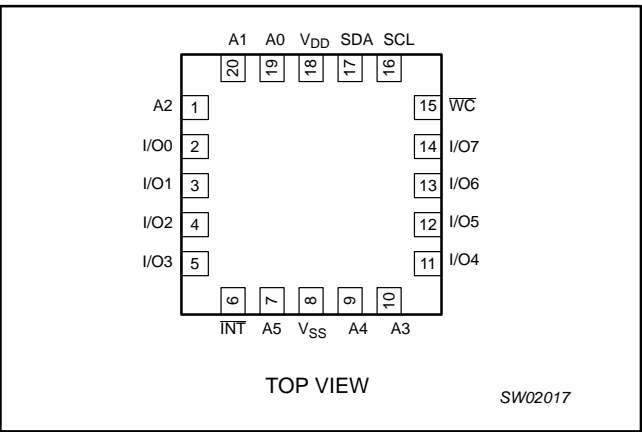 A1 A0 VDD SDA SCL
20 19 18 17 16
A2 1 15 W̅C̅
I/O0 2 14 I/O7
I/O1 3 13 I/O6
I/O2 4 12 I/O5
I/O3 5 11 I/O4
6 7 8 9 10
I̅N̅T̅ A5 VSS A4 A3
TOP VIEW
SW02017